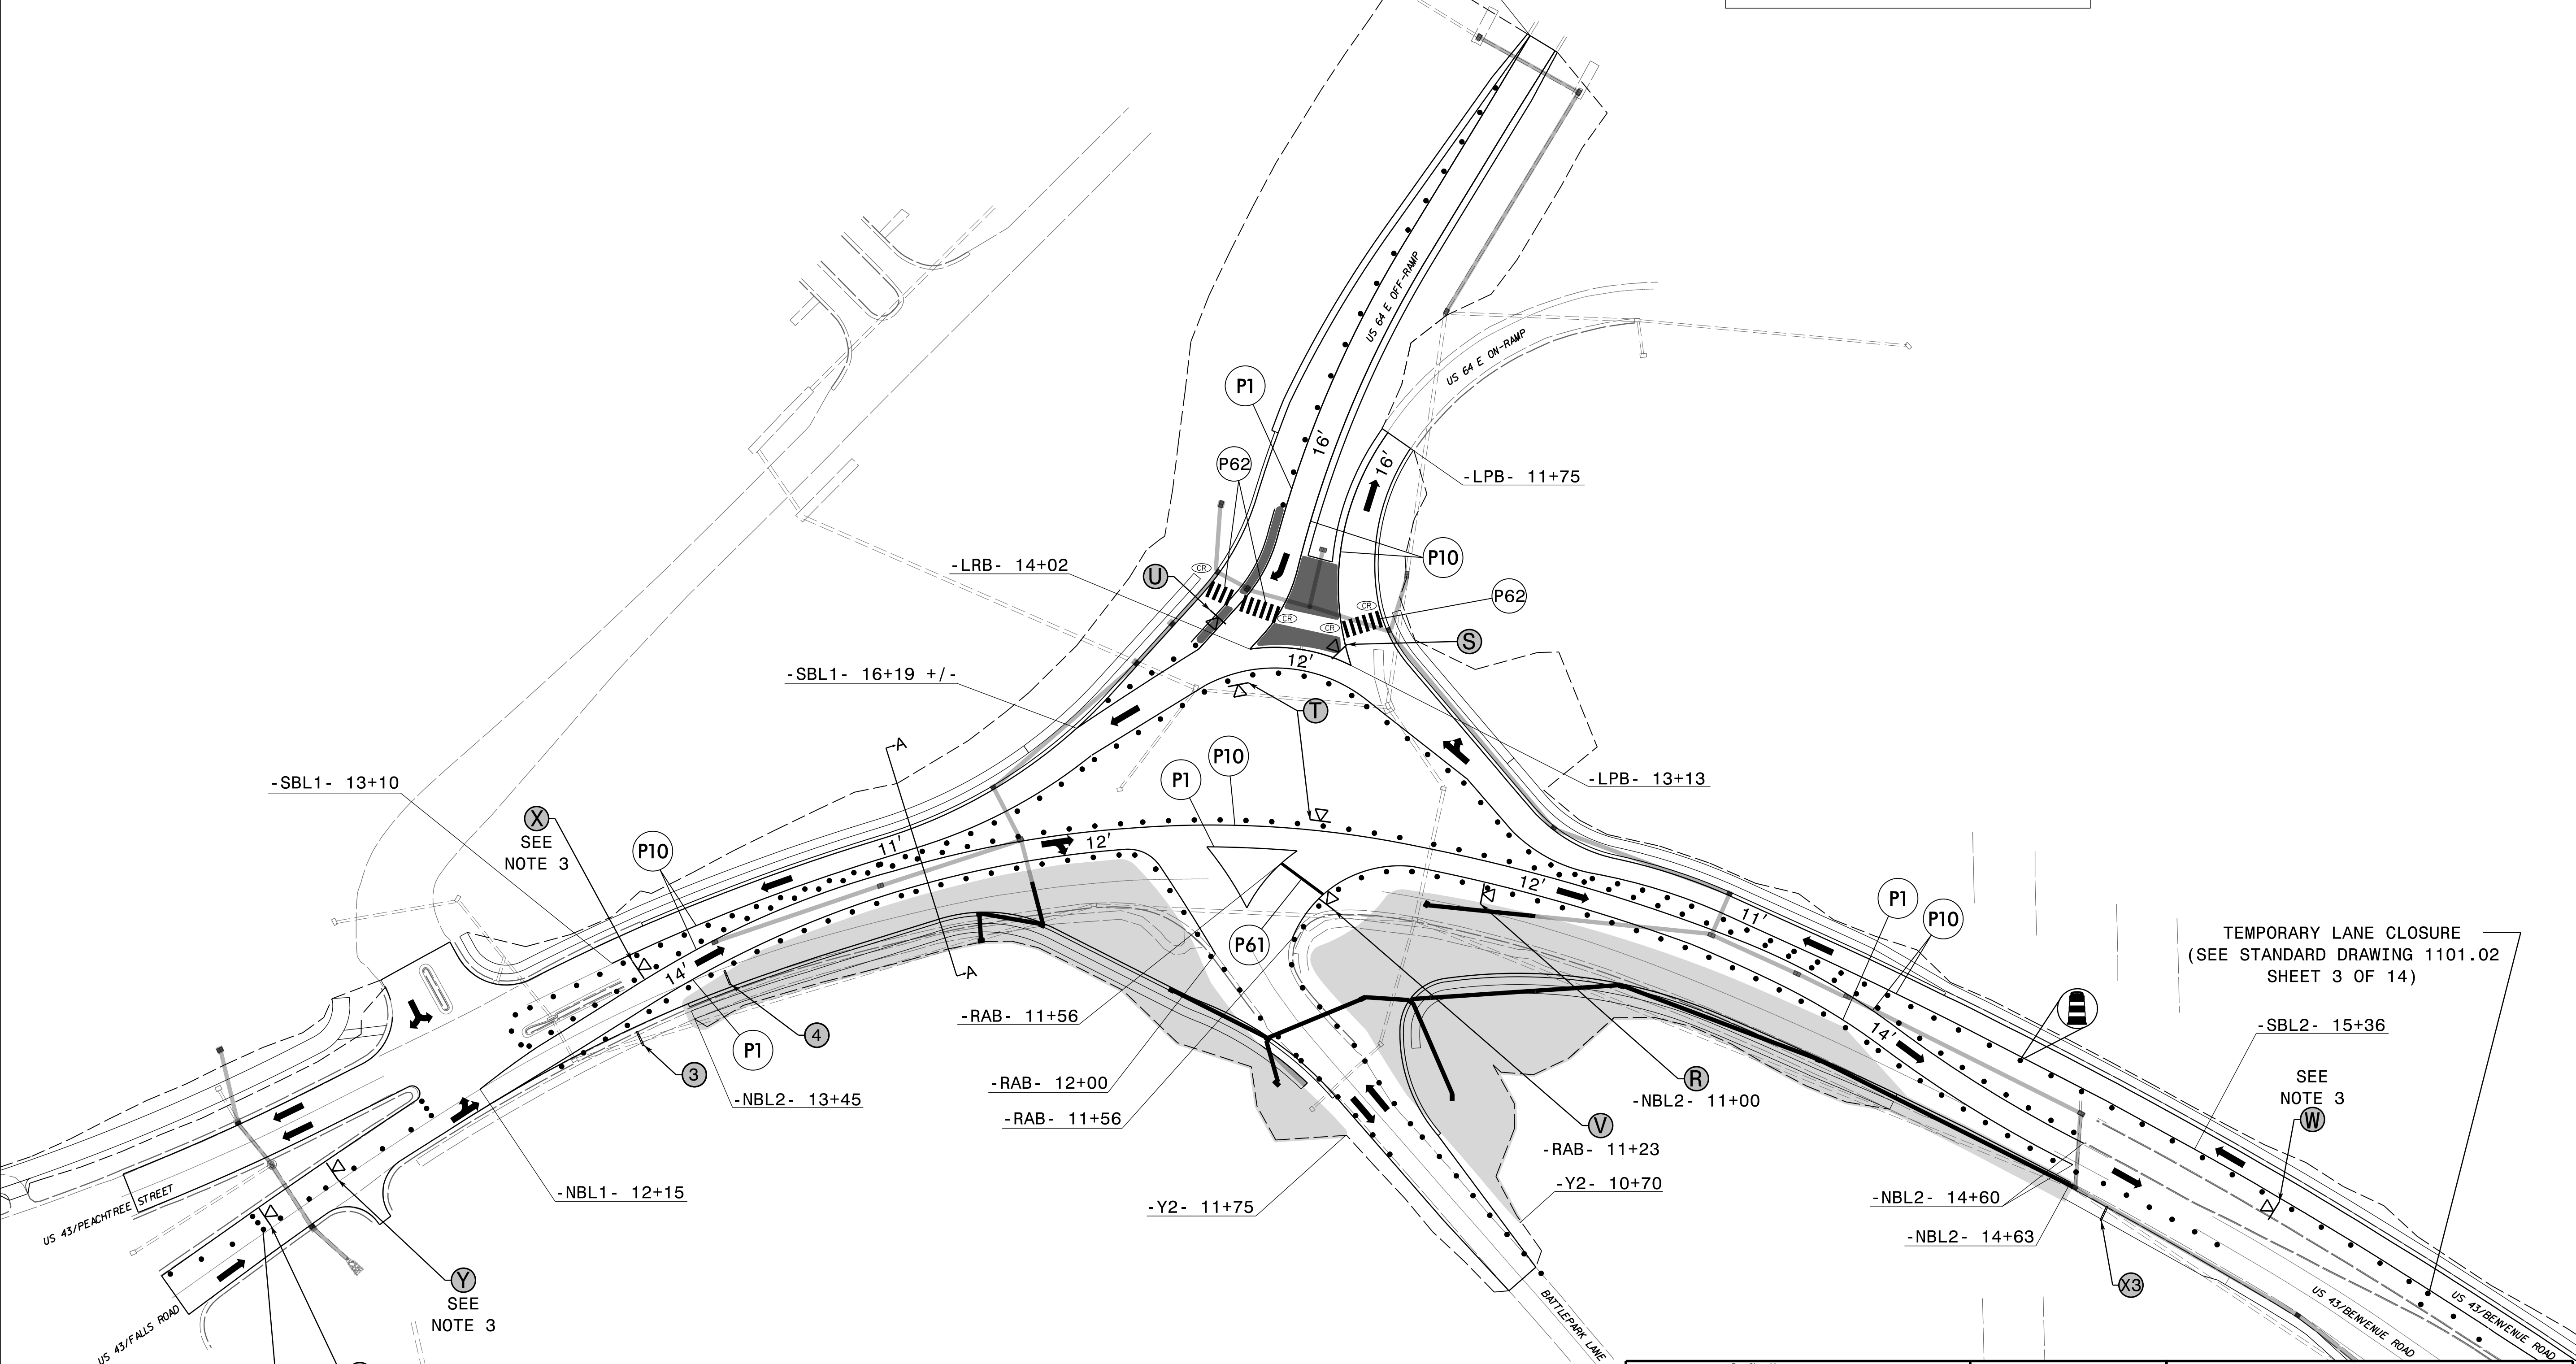 US 64 E OFF-RAMP
US 64 E ON-RAMP
P1
16'
P62
16'
-LPB- 11+75
P10
-LRB- 14+02
U
CR
CR
P62
CR
CR
S
12'
-SBL1- 16+19 +/-
T
A
P10
P1
-LPB- 13+13
-SBL1- 13+10
X
SEE
NOTE 3
P10
11'
12'
12'
P1
11'
P10
TEMPORARY LANE CLOSURE
(SEE STANDARD DRAWING 1101.02
SHEET 3 OF 14)
P61
A
14'
-RAB- 11+56
14'
-SBL2- 15+36
4
P1
3
-RAB- 12+00
R
-NBL2- 11+00
SEE
NOTE 3
W
-NBL2- 13+45
-RAB- 11+56
V
-RAB- 11+23
-NBL1- 12+15
-Y2- 10+70
-Y2- 11+75
-NBL2- 14+60
-NBL2- 14+63
US 43/PEACHTREE STREET
Y
SEE
NOTE 3
X3
US 43/FALLS ROAD
BATTLEPARK LANE
US 43/BENVENUE ROAD
US 43/BENVENUE ROAD